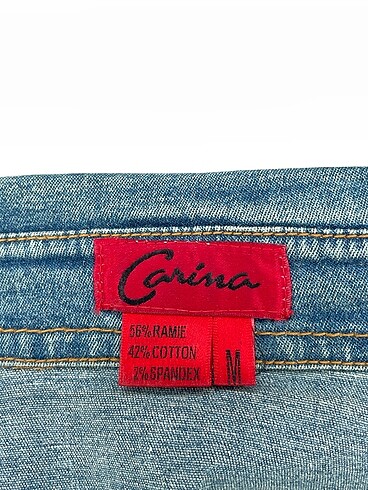 Carina
56% RAMIE
42% COTTON
2% SPANDEX
M